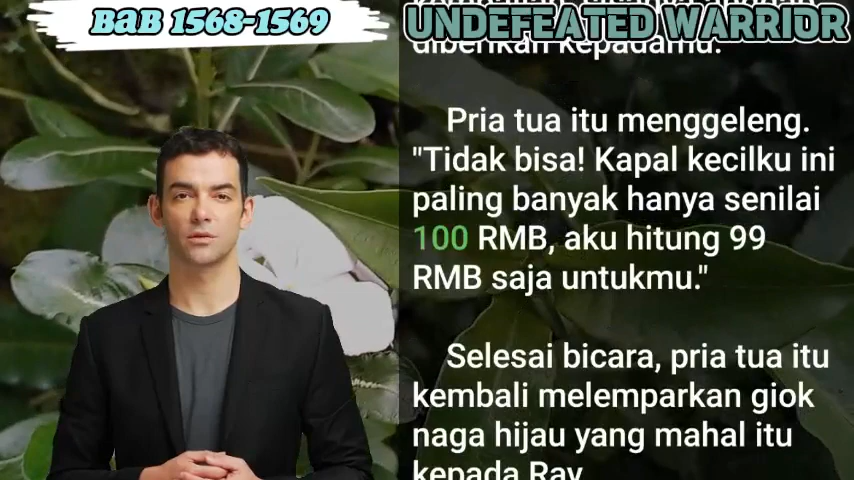 BAB 1568-1569
UNDEFEATED WARRIOR
diberikan kepadamu.
Pria tua itu menggeleng.
"Tidak bisa! Kapal kecilku ini
paling banyak hanya senilai
100 RMB, aku hitung 99
RMB saja untukmu."
Selesai bicara, pria tua itu
kembali melemparkan giok
naga hijau yang mahal itu
kepada Ray